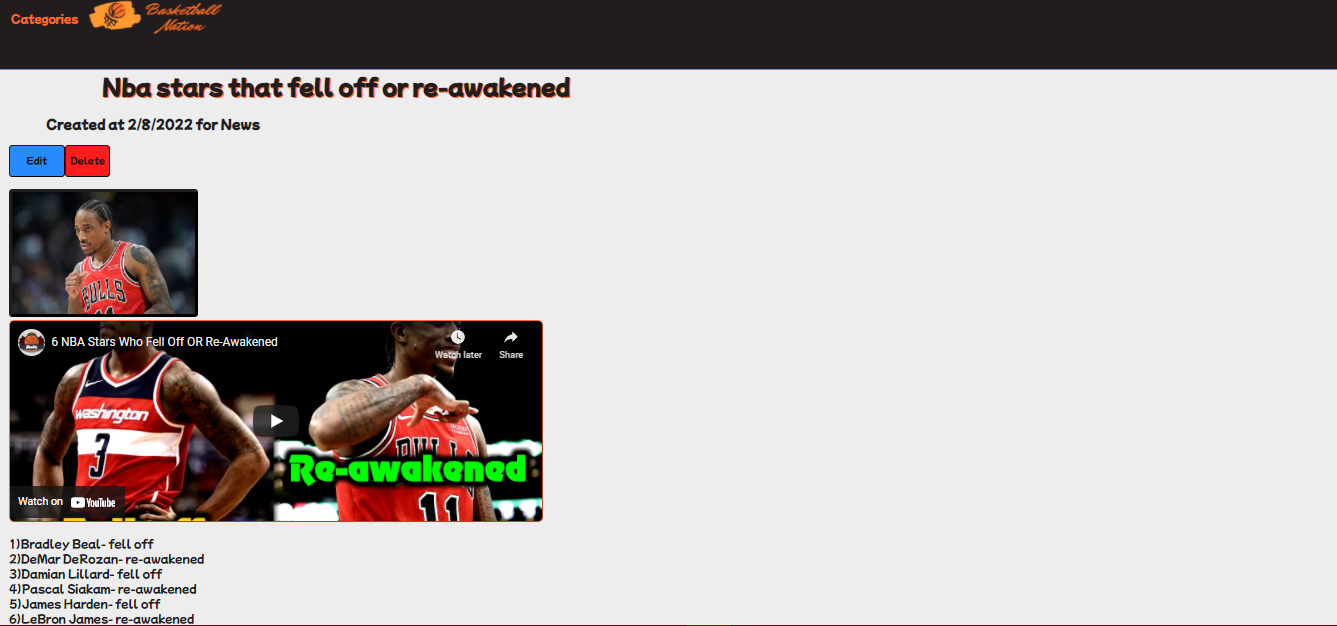 Categories
Basketball
Nation
Nba stars that fell off or re-awakened
Created at 2/8/2022 for News
Edit
Delete
BULLS
6 NBA Stars Who Fell Off OR Re-Awakened
Watch later
Share
washington
3
BULLS
Re-awakened
11
Watch on YouTube
1)Bradley Beal- fell off
2)DeMar DeRozan- re-awakened
3)Damian Lillard- fell off
4)Pascal Siakam- re-awakened
5)James Harden- fell off
6)LeBron James- re-awakened